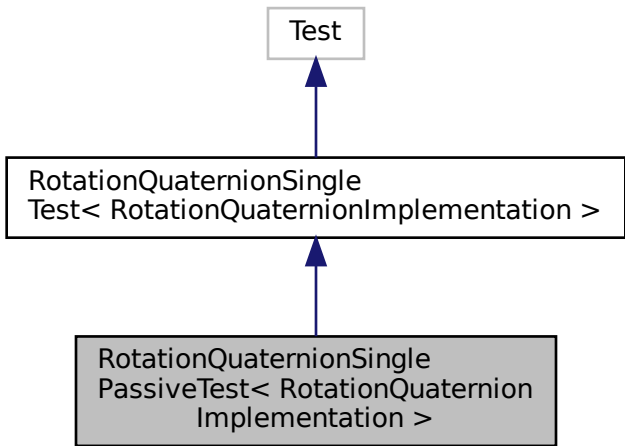 Test
RotationQuaternionSingle
Test< RotationQuaternionImplementation >
RotationQuaternionSingle
PassiveTest< RotationQuaternion
Implementation >